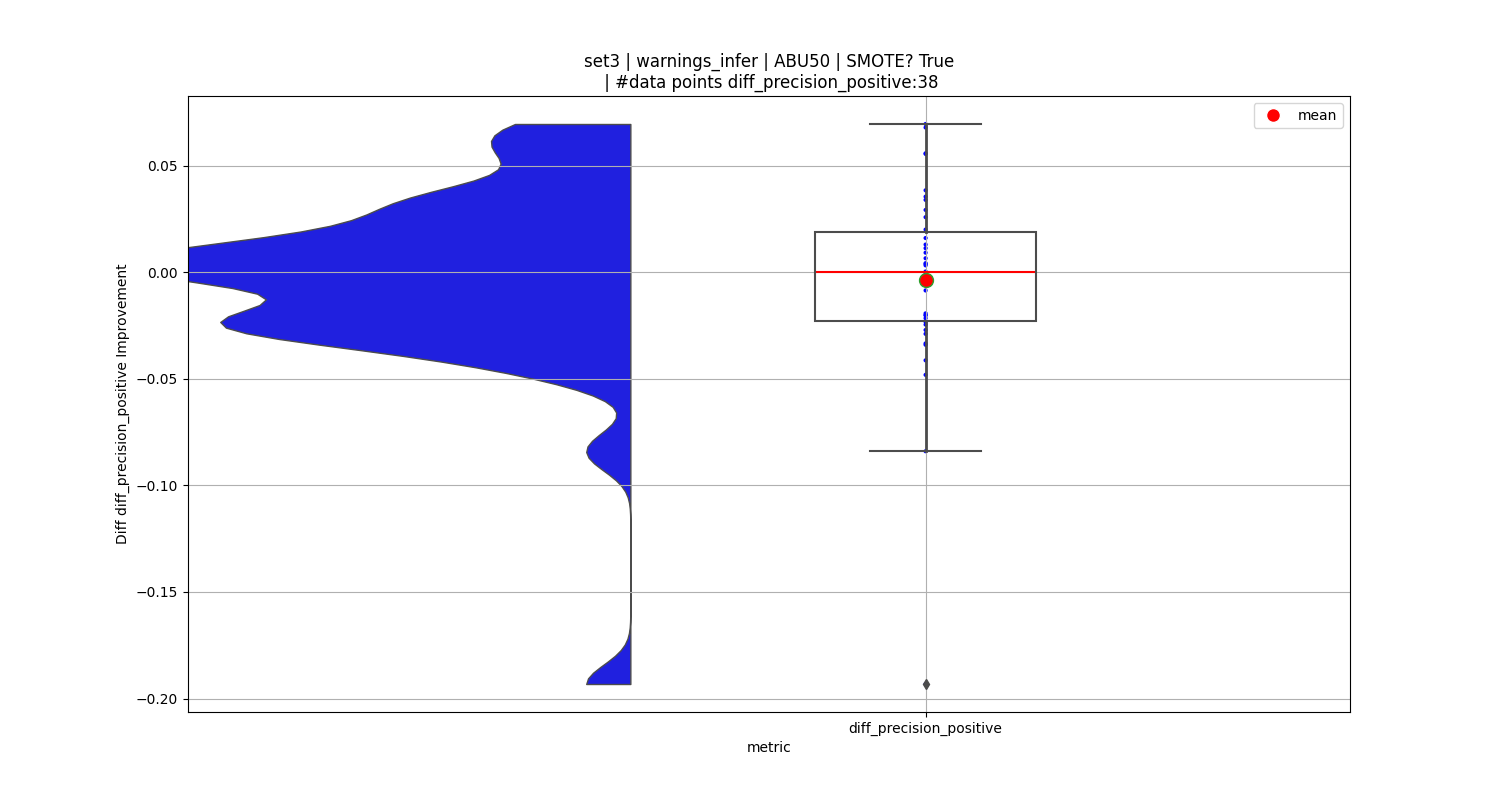 set3 | warnings_infer | ABU50 | SMOTE? True
| #data points diff_precision_positive:38
mean
Diff diff_precision_positive Improvement
0.05
0.00
−0.05
−0.10
−0.15
−0.20
diff_precision_positive
metric